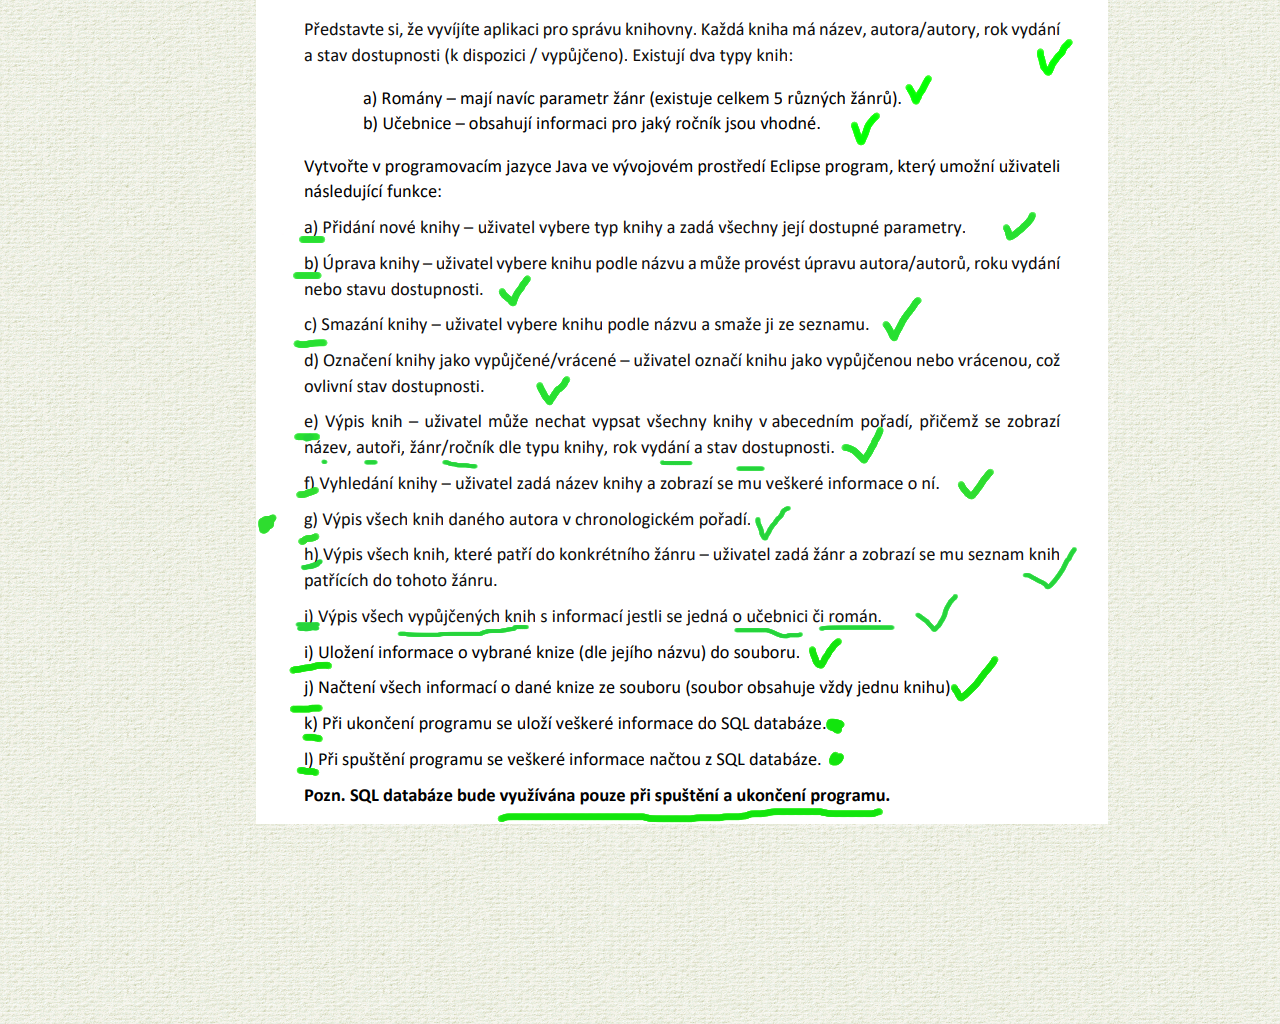 Představte si, že vyvíjíte aplikaci pro správu knihovny. Každá kniha má název, autora/autory, rok vydání
a stav dostupnosti (k dispozici / vypůjčeno). Existují dva typy knih:
a) Romány – mají navíc parametr žánr (existuje celkem 5 různých žánrů).
b) Učebnice – obsahují informaci pro jaký ročník jsou vhodné.
Vytvořte v programovacím jazyce Java ve vývojovém prostředí Eclipse program, který umožní uživateli
následující funkce:
a) Přidání nové knihy – uživatel vybere typ knihy a zadá všechny její dostupné parametry.
b) Úprava knihy – uživatel vybere knihu podle názvu a může provést úpravu autora/autorů, roku vydání
nebo stavu dostupnosti.
c) Smazání knihy – uživatel vybere knihu podle názvu a smaže ji ze seznamu.
d) Označení knihy jako vypůjčené/vrácené – uživatel označí knihu jako vypůjčenou nebo vrácenou, což
ovlivní stav dostupnosti.
e) Výpis knih – uživatel může nechat vypsat všechny knihy v abecedním pořadí, přičemž se zobrazí
název, autoři, žánr/ročník dle typu knihy, rok vydání a stav dostupnosti.
f) Vyhledání knihy – uživatel zadá název knihy a zobrazí se mu veškeré informace o ní.
g) Výpis všech knih daného autora v chronologickém pořadí.
h) Výpis všech knih, které patří do konkrétního žánru – uživatel zadá žánr a zobrazí se mu seznam knih
patřících do tohoto žánru.
i) Výpis všech vypůjčených knih s informací jestli se jedná o učebnici či román.
i) Uložení informace o vybrané knize (dle jejího názvu) do souboru.
j) Načtení všech informací o dané knize ze souboru (soubor obsahuje vždy jednu knihu)
k) Při ukončení programu se uloží veškeré informace do SQL databáze.
l) Při spuštění programu se veškeré informace načtou z SQL databáze.
Pozn. SQL databáze bude využívána pouze při spuštění a ukončení programu.